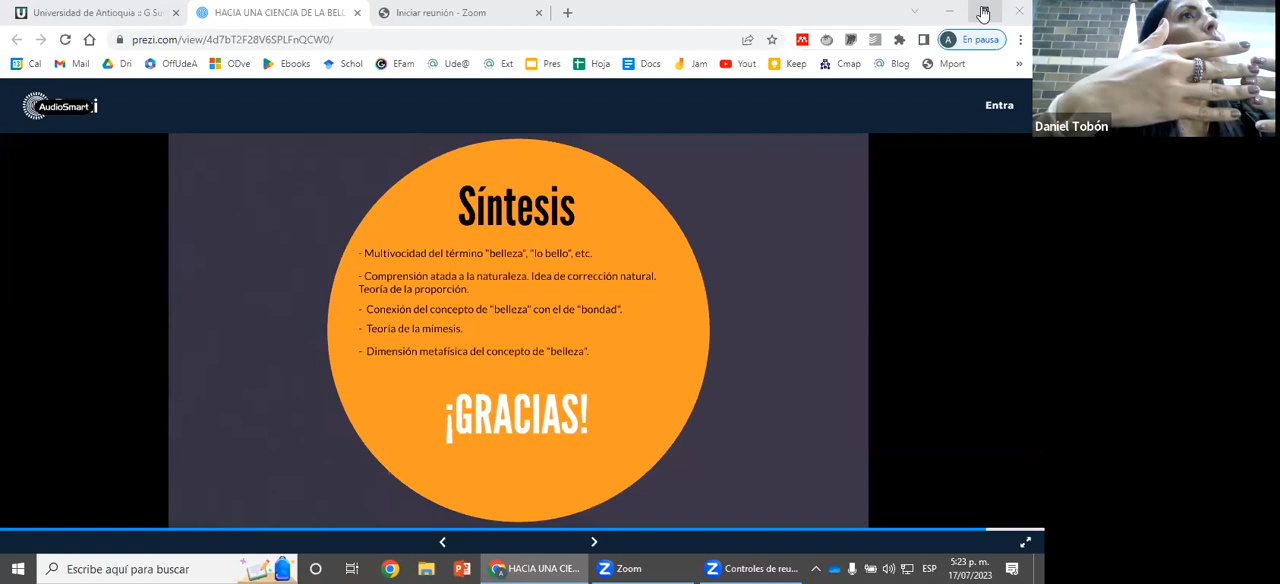 Universidad de Antioquia :: G Su
HACIA UNA CIENCIA DE LA BELL
Iniciar reunión - Zoom
prezi.com/view/4d7bT2F28V6SPLFnQCW0/
A
En pausa
Cal
Mail
Dri
OffUdeA
ODve
Ebooks
Schol
EFam
Ude@
Ext
Pres
Hoja
Docs
Jam
Yout
Keep
Cmap
Blog
Mport
»
Daniel Tobón
AudioSmart
Entra
Síntesis
- Multivocidad del término "belleza", "lo bello", etc.
- Comprensión atada a la naturaleza. Idea de corrección natural.
Teoría de la proporción.
- Conexión del concepto de "belleza" con el de "bondad".
- Teoría de la mímesis.
- Dimensión metafísica del concepto de "belleza".
¡GRACIAS!
Escribe aquí para buscar
HACIA UNA CIE...
Zoom
Controles de reu...
ESP
5:23 p. m.
17/07/2023